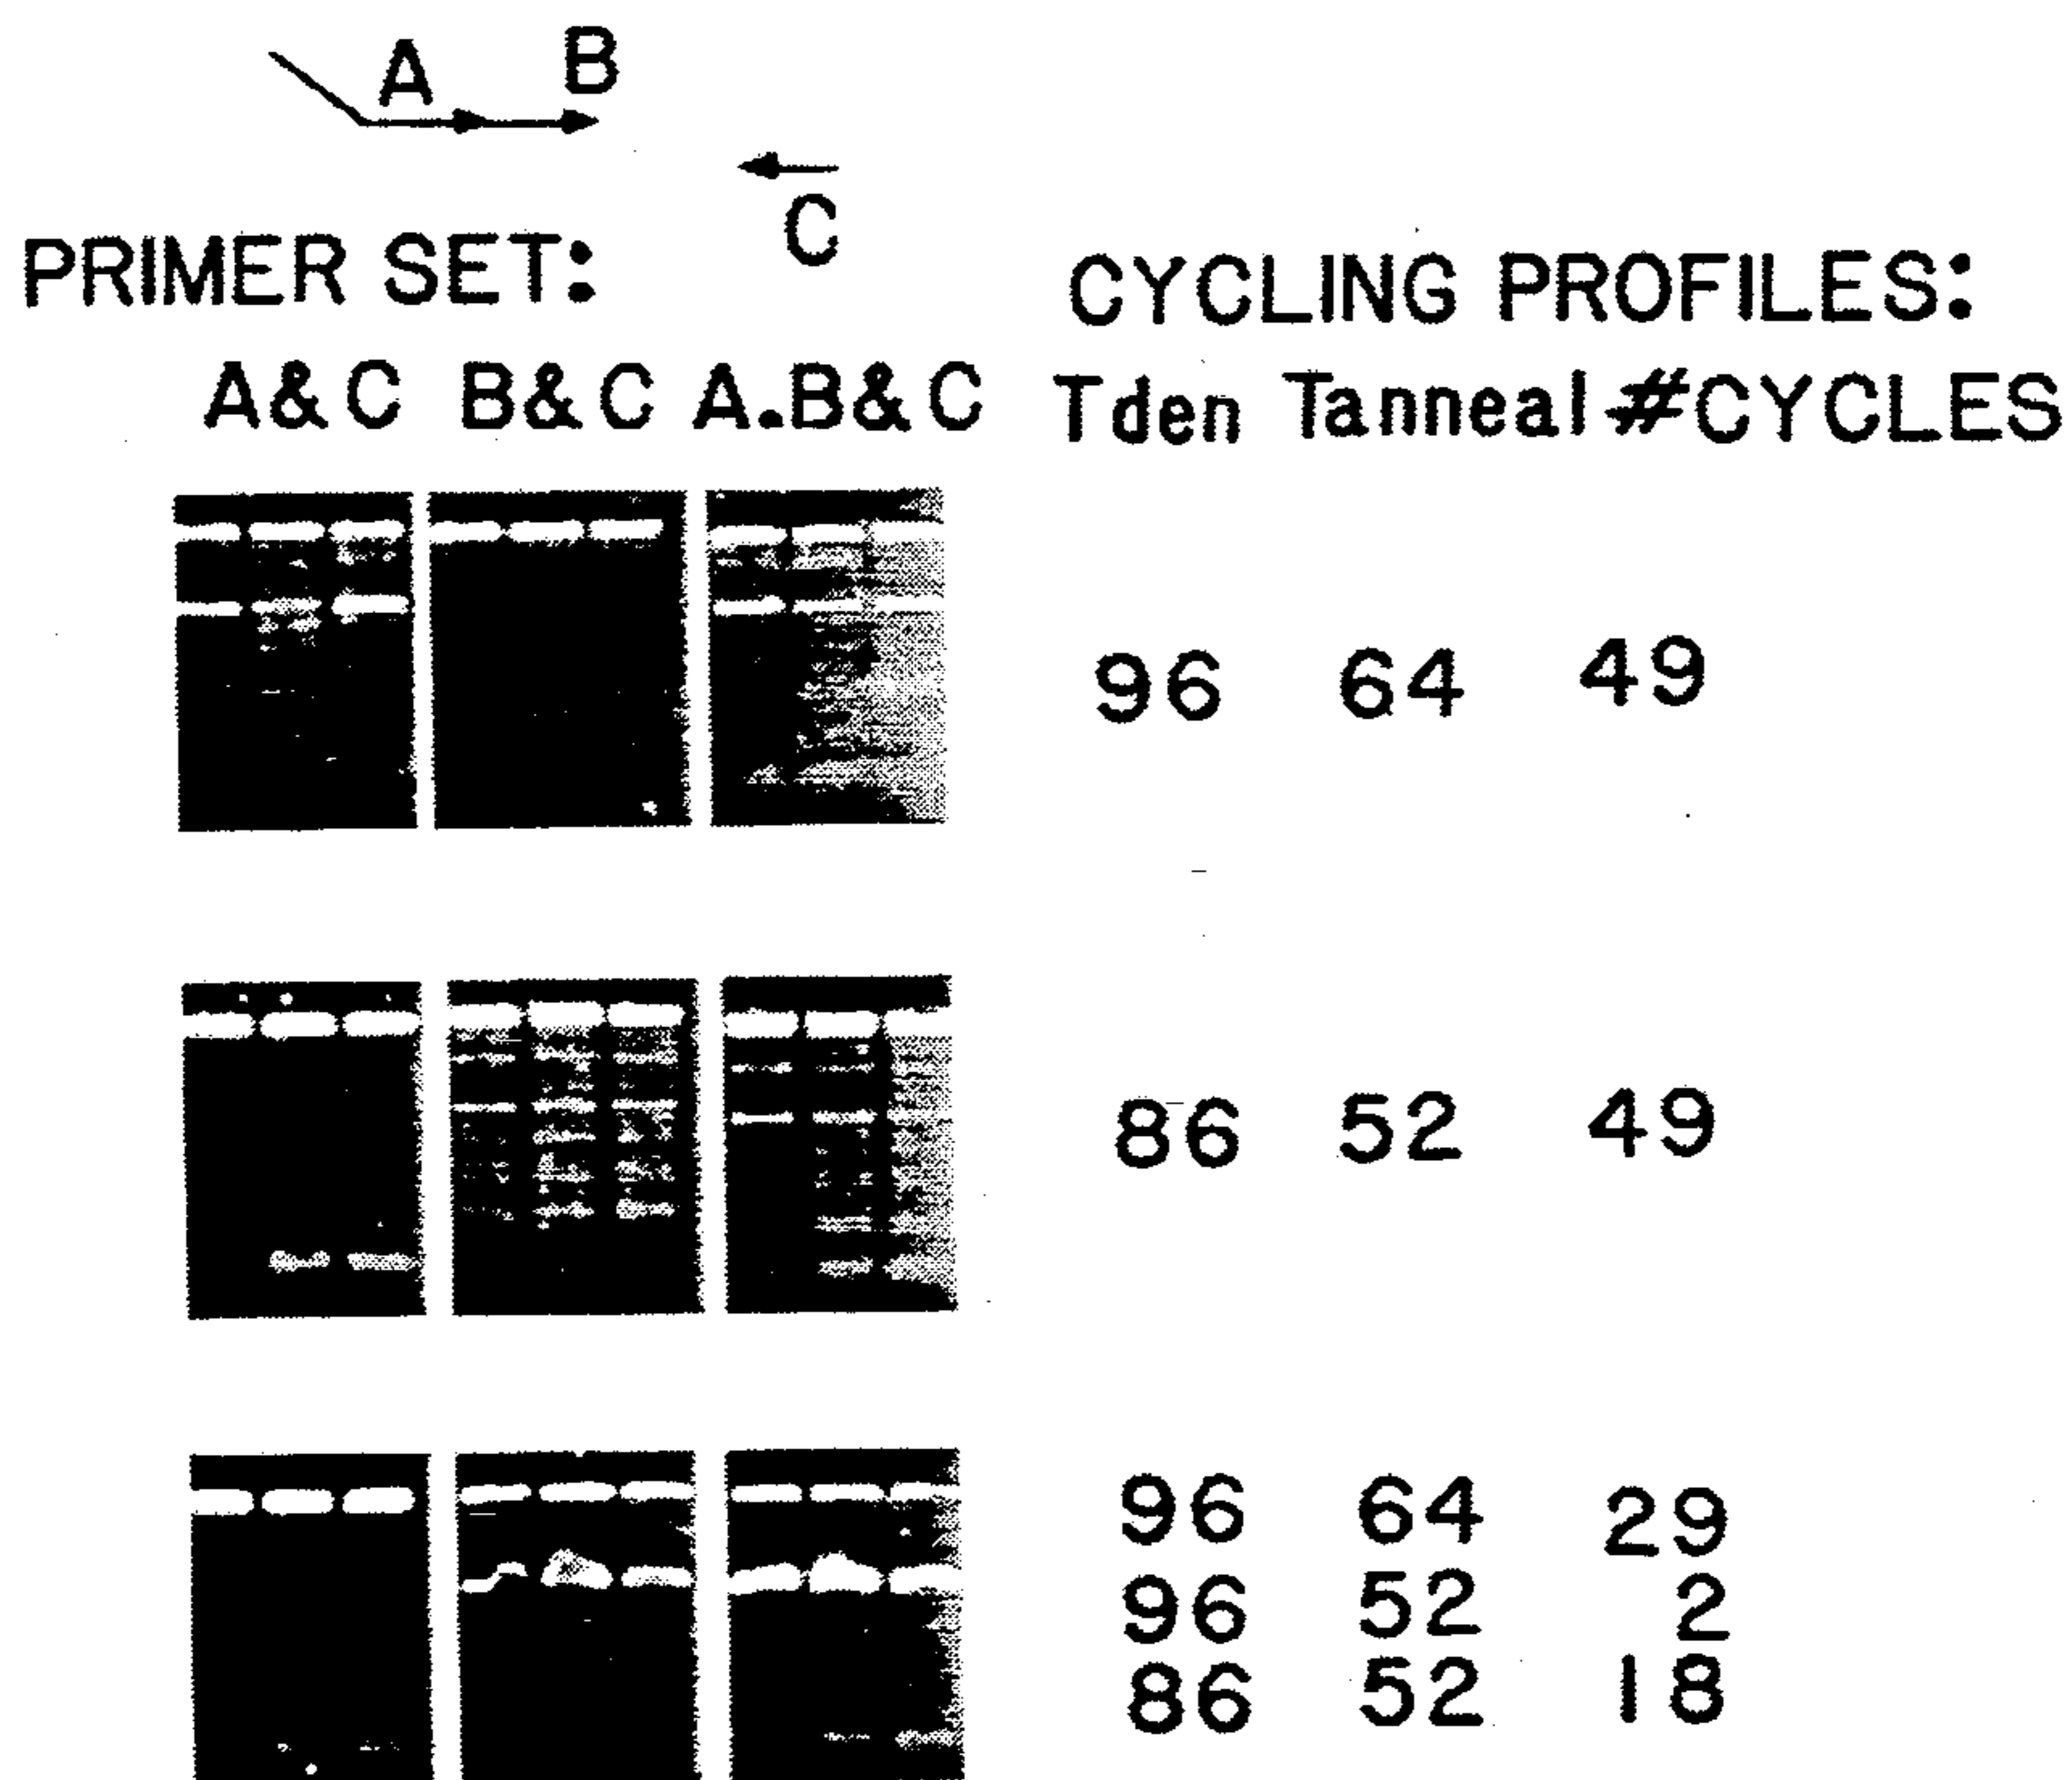 A B
C
PRIMER SET:
CYCLING PROFILES:
A&C B&C A.B&C Tden Tanneal #CYCLES
96 64 49
86 52 49
96 64 29
96 52 2
86 52 18